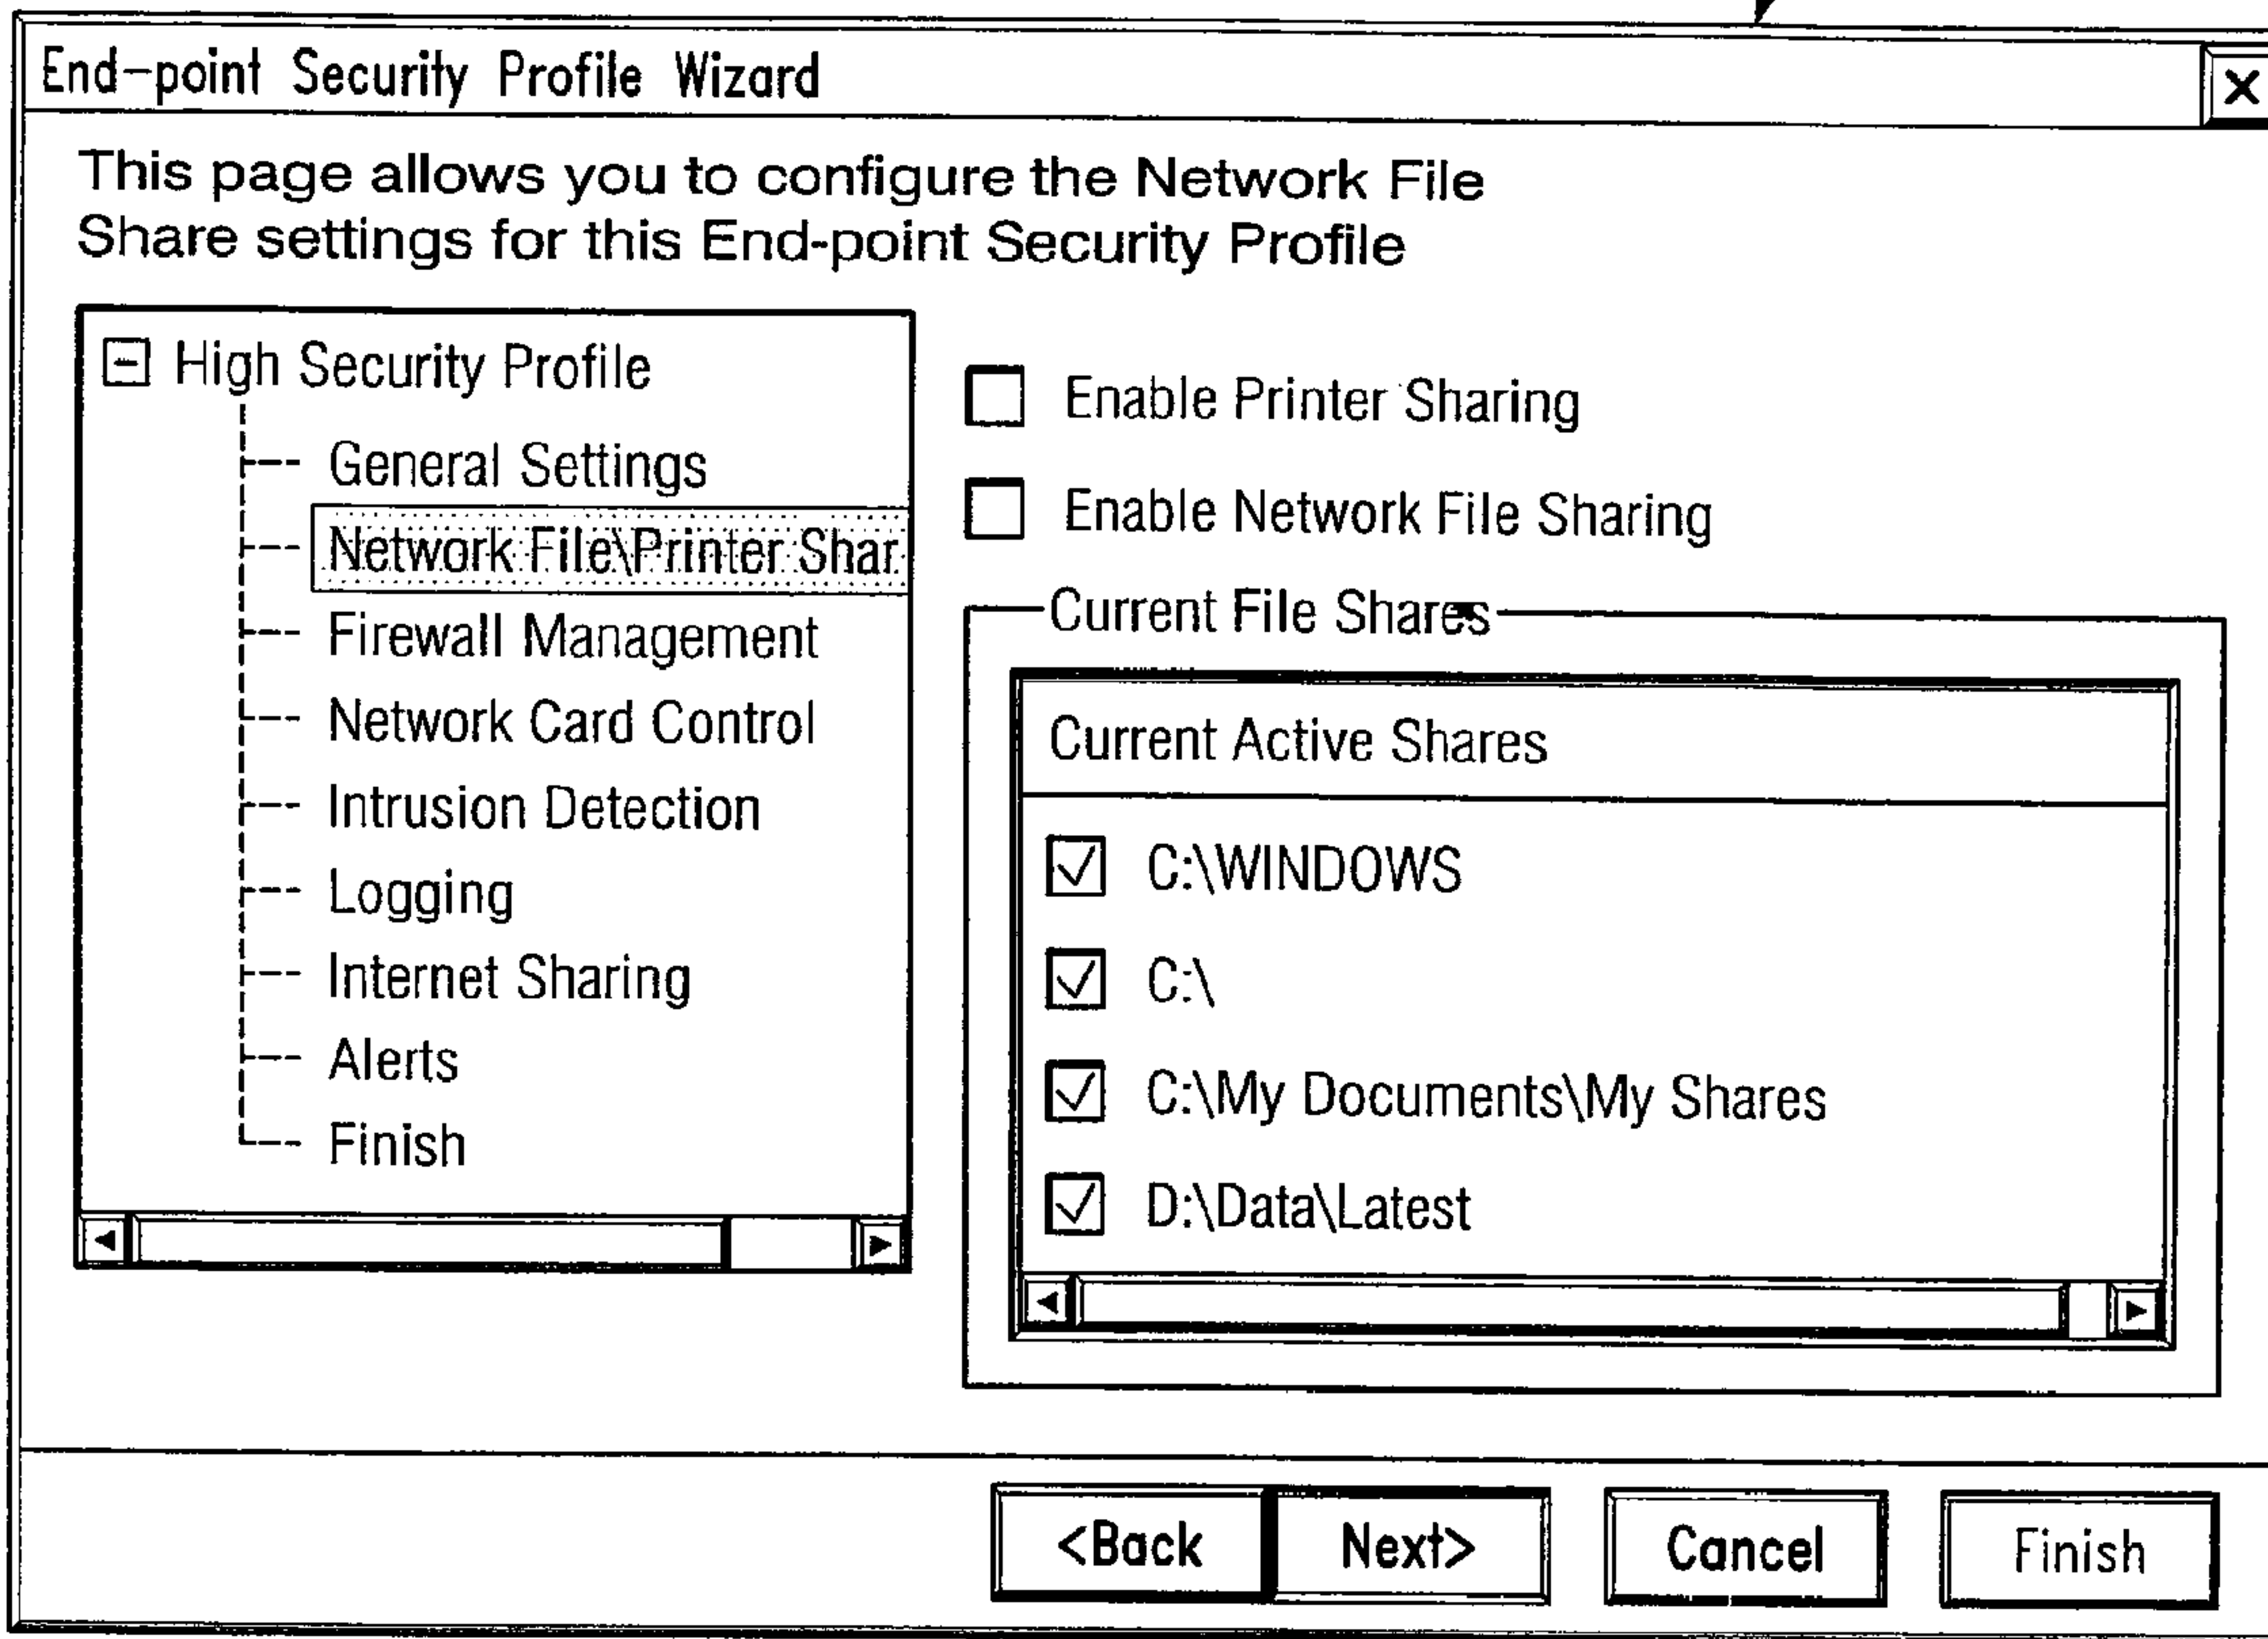 End-point Security Profile Wizard
This page allows you to configure the Network File
Share settings for this End-point Security Profile
High Security Profile
General Settings
Network File\Printer Shar
Firewall Management
Network Card Control
Intrusion Detection
Logging
Internet Sharing
Alerts
Finish
Enable Printer Sharing
Enable Network File Sharing
Current File Shares
Current Active Shares
C:\WINDOWS
C:\
C:\My Documents\My Shares
D:\Data\Latest
<Back
Next>
Cancel
Finish